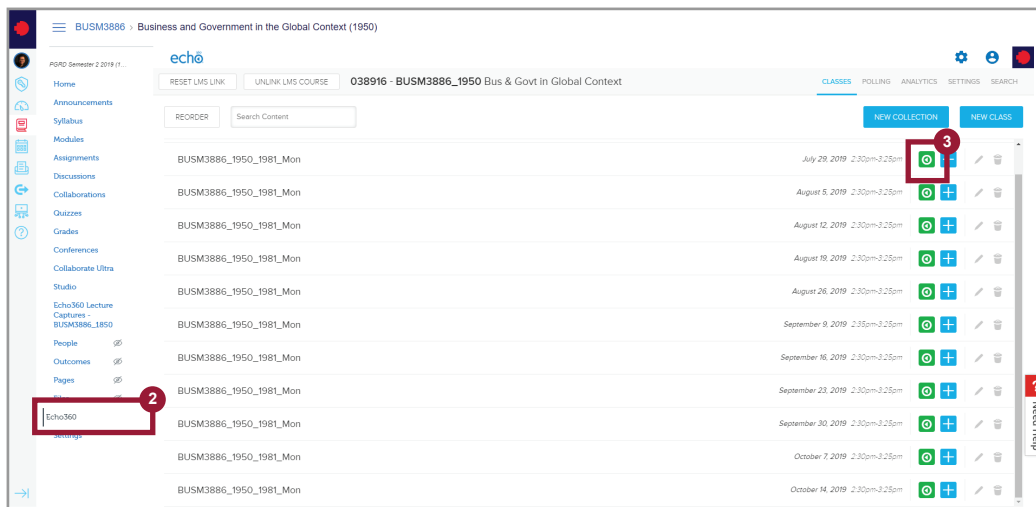 BUSM3886 > Business and Government in the Global Context (1950)
PGRD Semester 2 2019 (1...
Home
Announcements
Syllabus
Modules
Assignments
Discussions
Collaborations
Quizzes
Grades
Conferences
Collaborate Ultra
Studio
Echo360 Lecture
Captures -
BUSM3886_1850
People
Outcomes
Pages
2
Echo360
Settings
echo
RESET LMS LINK
UNLINK LMS COURSE
038916 - BUSM3886_1950 Bus & Govt in Global Context
CLASSES
POLLING
ANALYTICS
SETTINGS
SEARCH
REORDER
Search Content
NEW COLLECTION
NEW CLASS
3
BUSM3886_1950_1981_Mon July 29, 2019 2:30pm-3:25pm
BUSM3886_1950_1981_Mon August 5, 2019 2:30pm-3:25pm
BUSM3886_1950_1981_Mon August 12, 2019 2:30pm-3:25pm
BUSM3886_1950_1981_Mon August 19, 2019 2:30pm-3:25pm
BUSM3886_1950_1981_Mon August 26, 2019 2:30pm-3:25pm
BUSM3886_1950_1981_Mon September 9, 2019 2:35pm-3:25pm
BUSM3886_1950_1981_Mon September 16, 2019 2:30pm-3:25pm
BUSM3886_1950_1981_Mon September 23, 2019 2:30pm-3:25pm
BUSM3886_1950_1981_Mon September 30, 2019 2:30pm-3:25pm
BUSM3886_1950_1981_Mon October 7, 2019 2:30pm-3:25pm
BUSM3886_1950_1981_Mon October 14, 2019 2:30pm-3:25pm
? Need Help